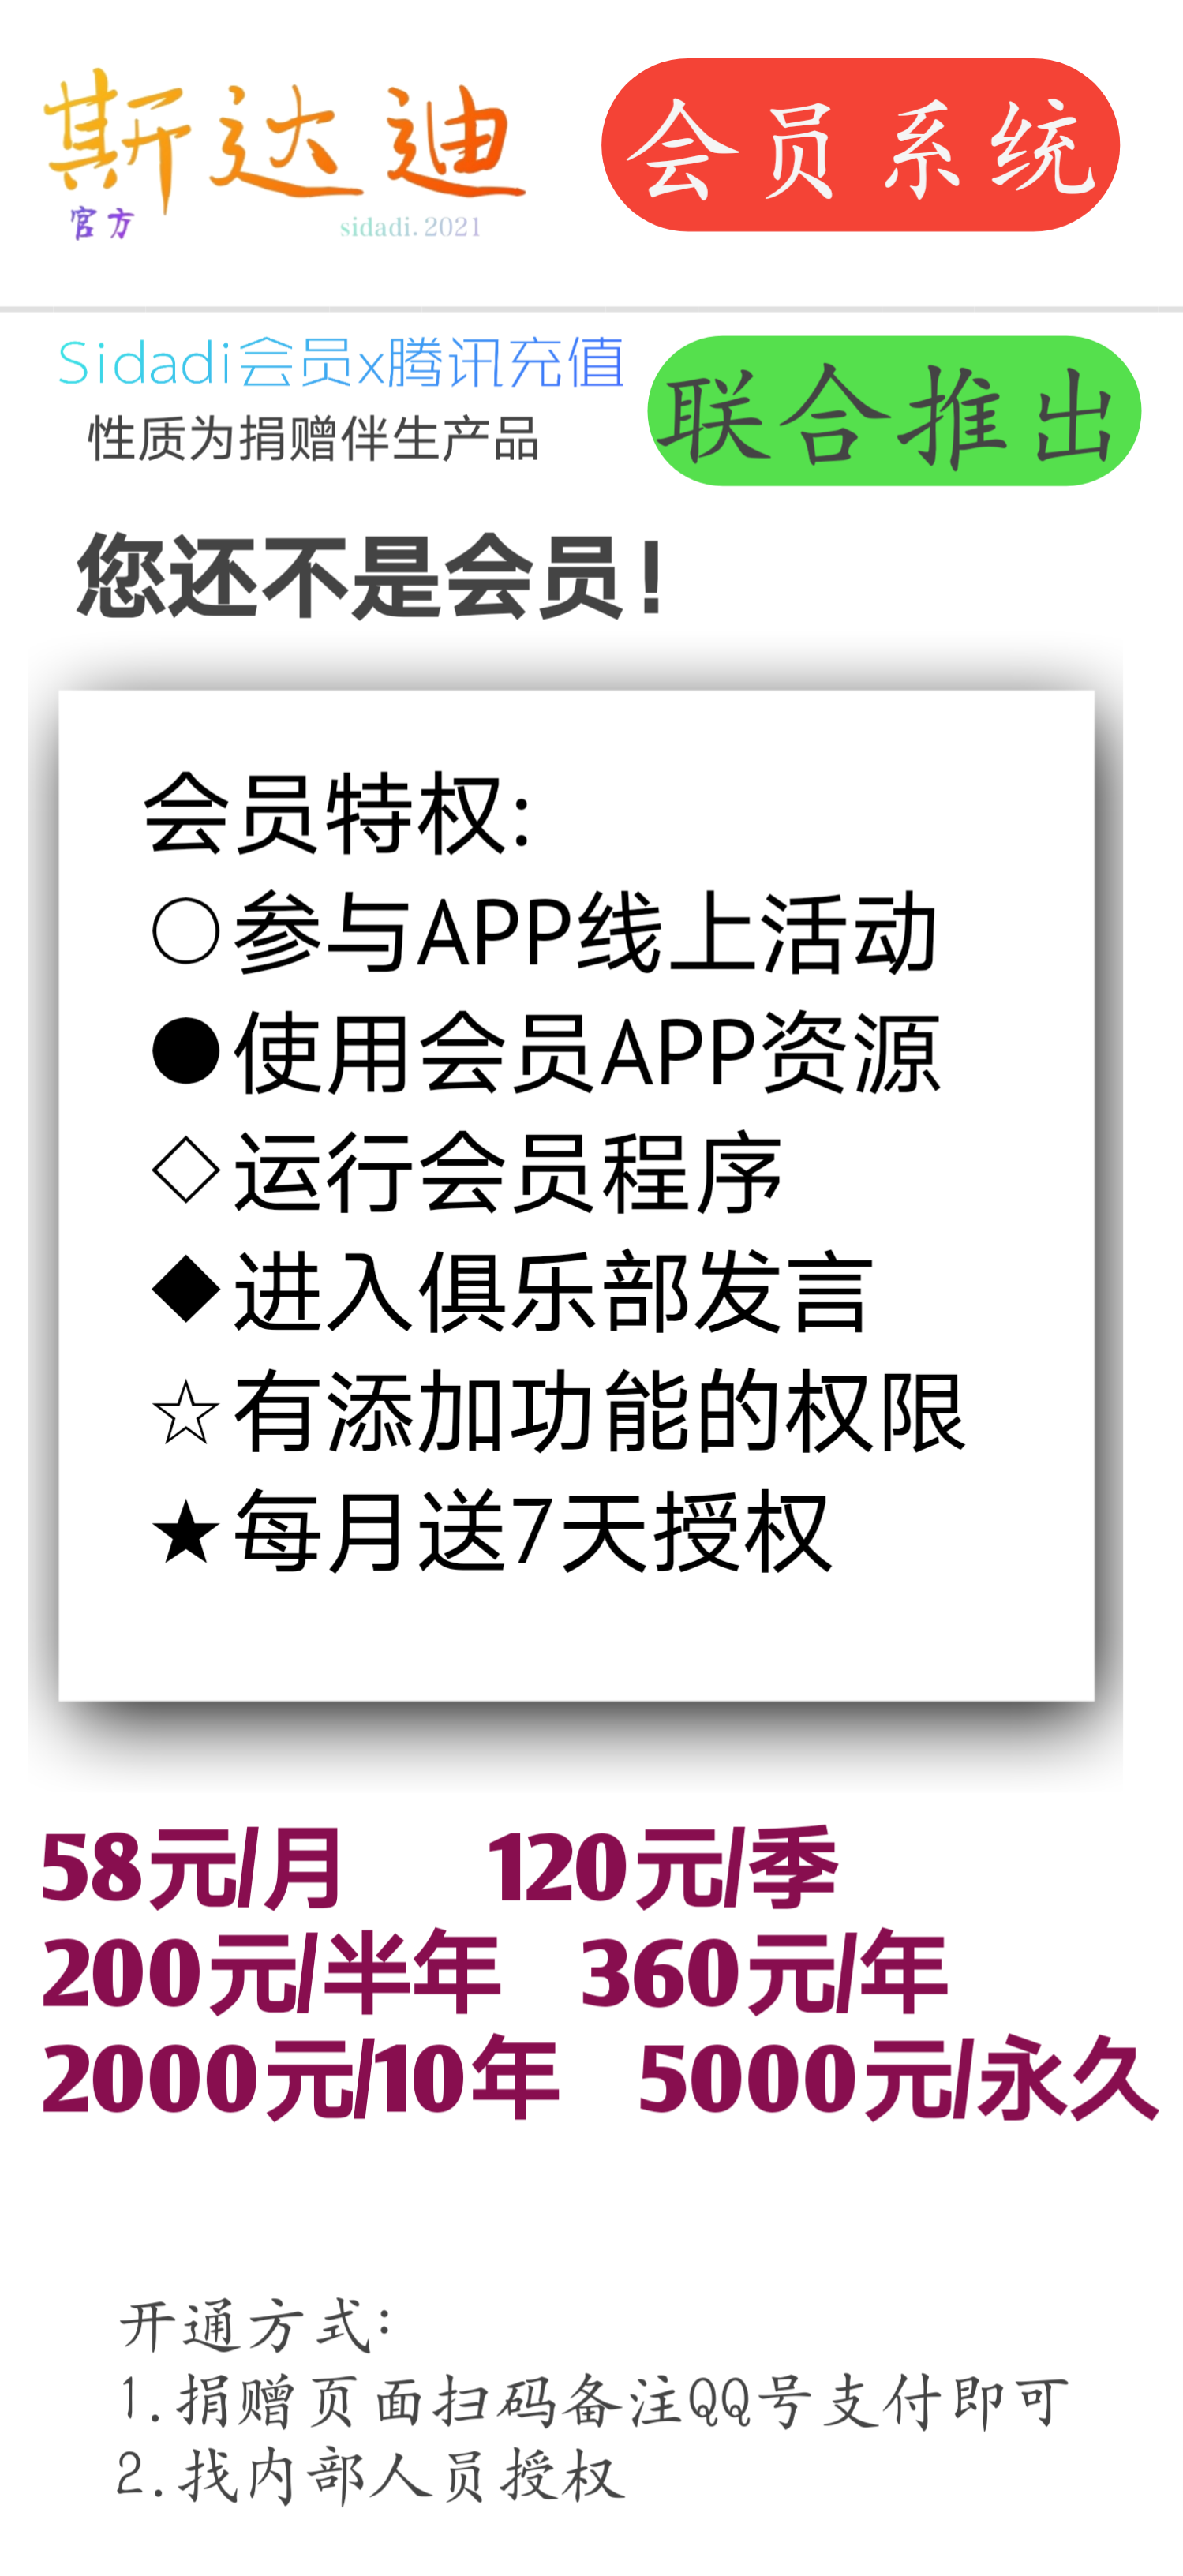 斯达迪
官方
sidadi.2021
会员系统
Sidadi会员x腾讯充值
性质为捐赠伴生产品
联合推出
您还不是会员!
会员特权:
○参与APP线上活动
●使用会员APP资源
◇运行会员程序
◆进入俱乐部发言
☆有添加功能的权限
★每月送7天授权
58元/月 120元/季
200元/半年 360元/年
2000元/10年 5000元/永久
开通方式:
1.捐赠页面扫码备注QQ号支付即可
2.找内部人员授权